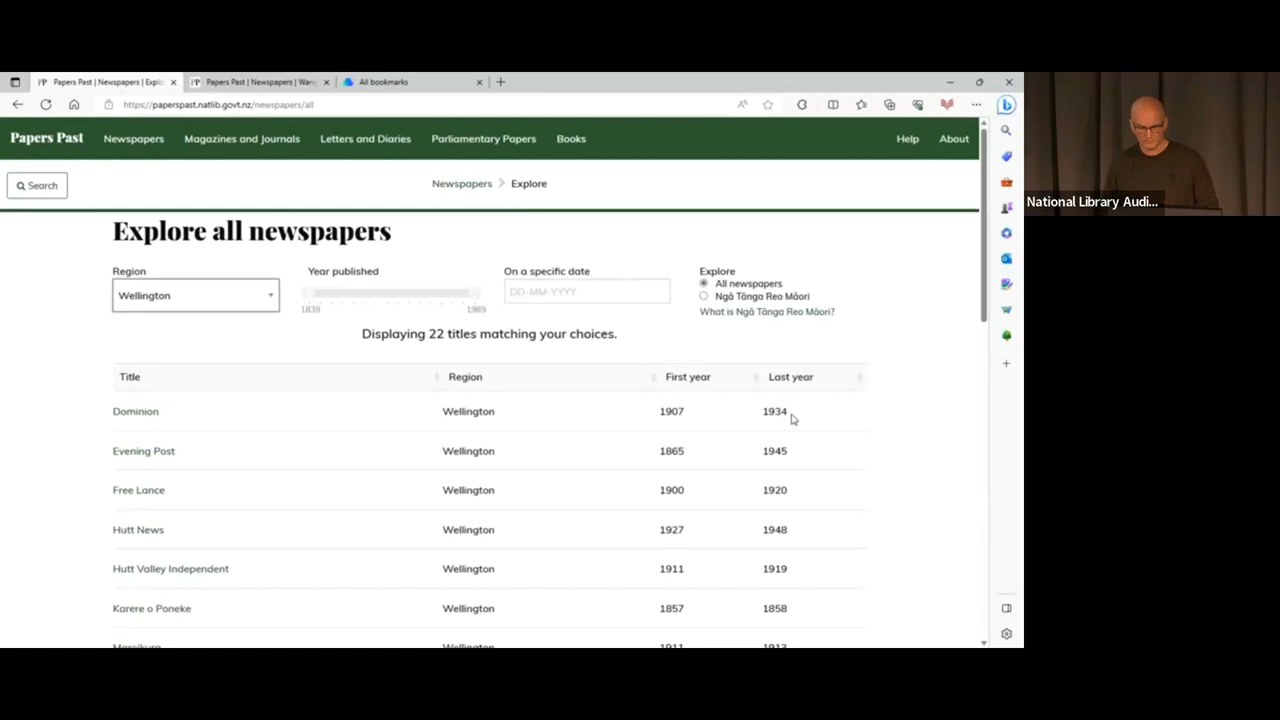 Papers Past | Newspapers | Explo
Papers Past | Newspapers | Wan
All bookmarks
https://paperspast.natlib.govt.nz/newspapers/all
Papers Past Newspapers Magazines and Journals Letters and Diaries Parliamentary Papers Books Help About
Search
Newspapers > Explore
National Library Audi...
Explore all newspapers
Region Year published On a specific date Explore
Wellington DD-MM-YYYY All newspapers
Ngā Tānga Reo Māori
1839 1989 What is Ngā Tānga Reo Māori?
Displaying 22 titles matching your choices.
Title Region First year Last year
Dominion Wellington 1907 1934
Evening Post Wellington 1865 1945
Free Lance Wellington 1900 1920
Hutt News Wellington 1927 1948
Hutt Valley Independent Wellington 1911 1919
Karere o Poneke Wellington 1857 1858
Wellington 1911 1913